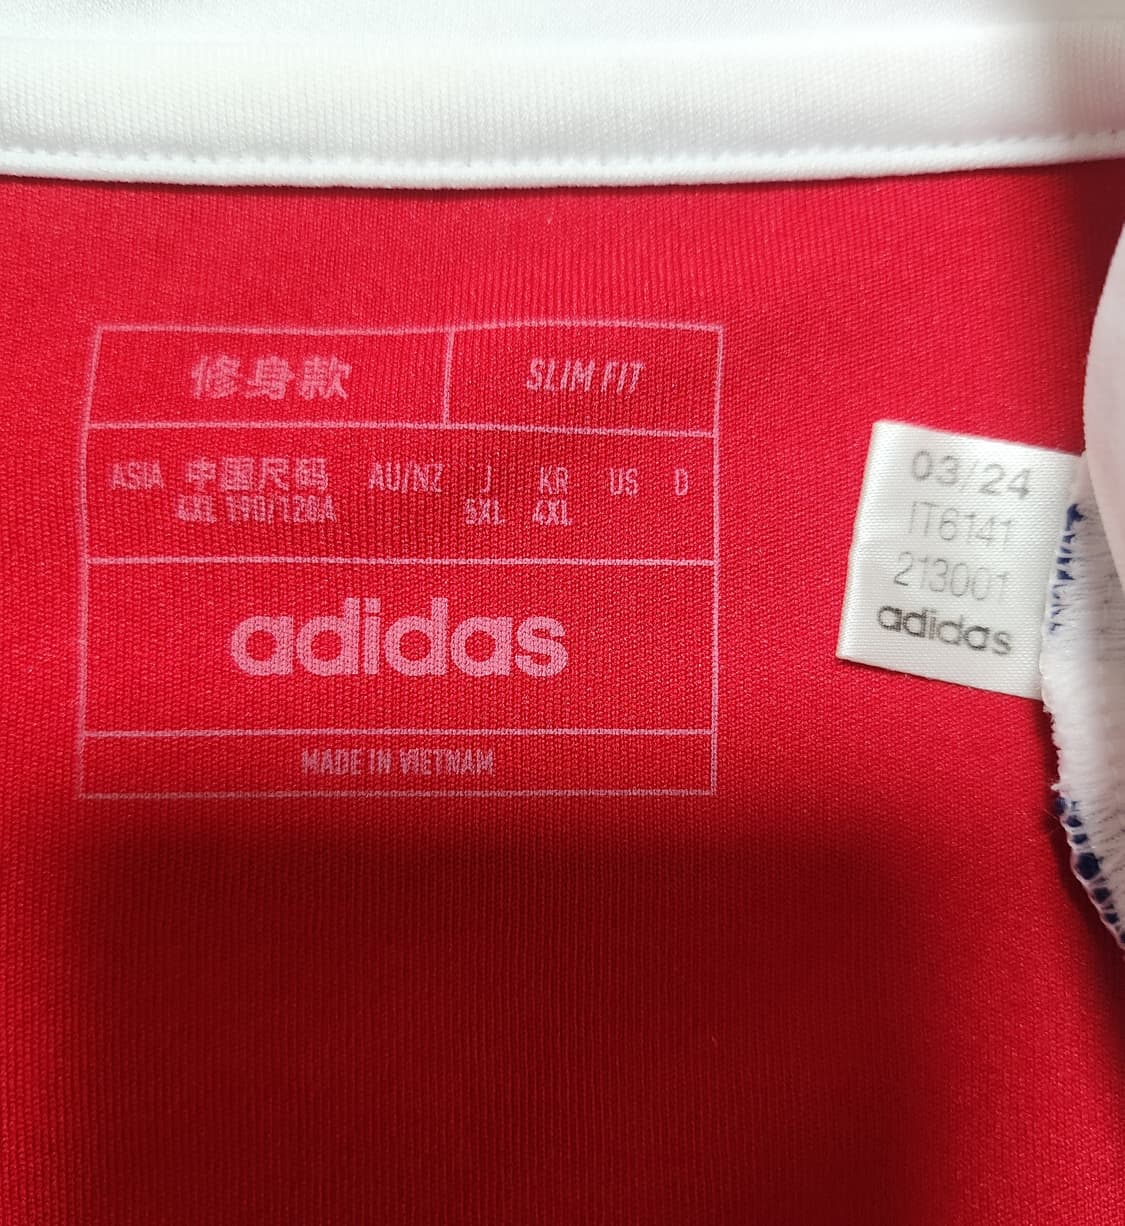 修身款 SLIM FIT
ASIA 中国尺码 AU/NZ J KR US D
4XL 190/128A 5XL 4XL
adidas
MADE IN VIETNAM
03/24
IT6141
213001
adidas